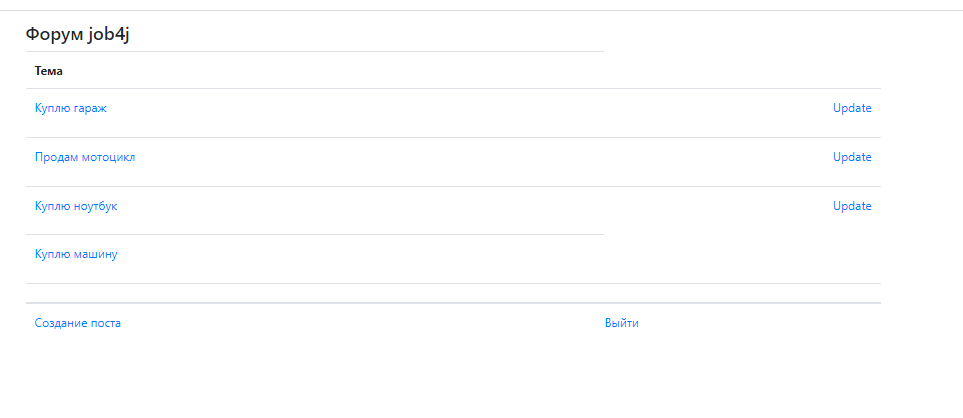 Форум job4j
Тема
Куплю гараж Update
Продам мотоцикл Update
Куплю ноутбук Update
Куплю машину
Создание поста Выйти